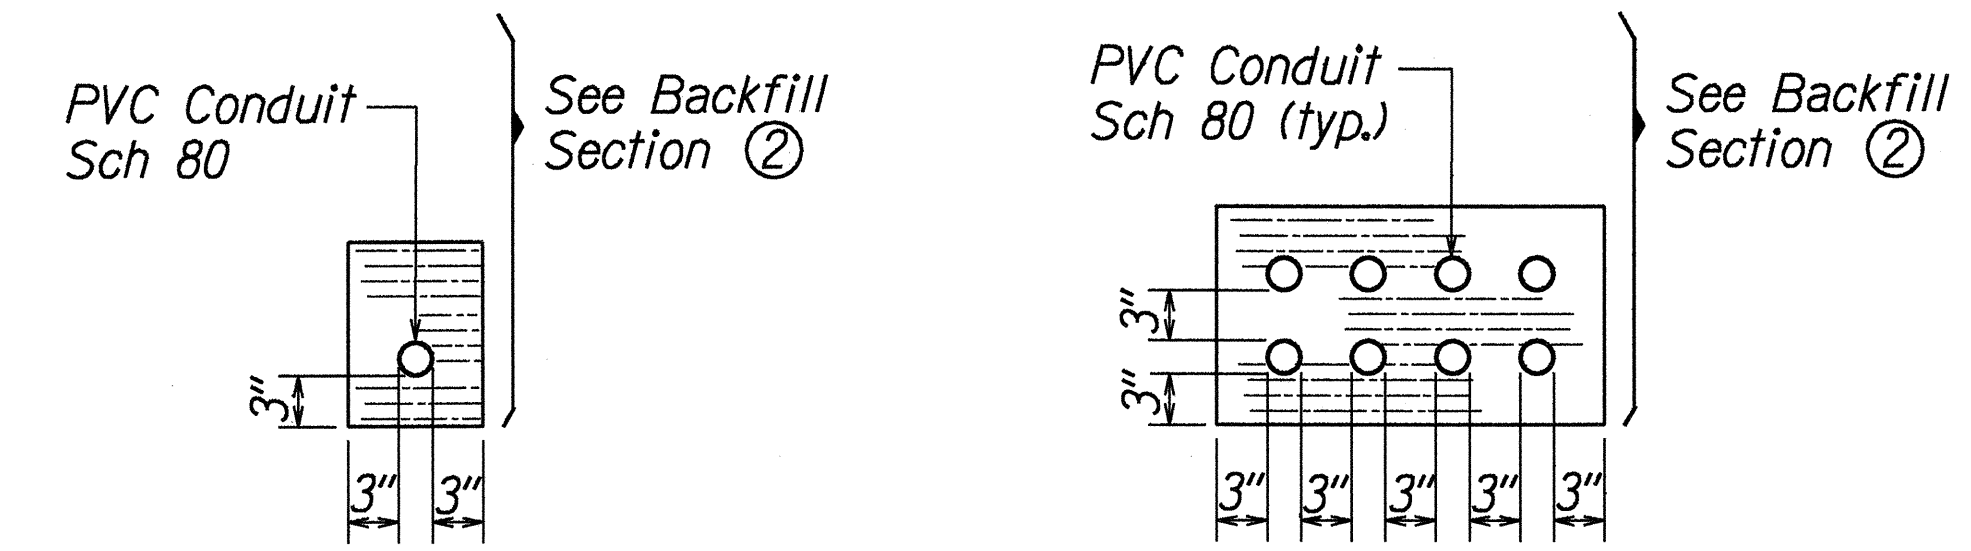 PVC Conduit
Sch 80
See Backfill
Section 2
3"
3" 3"
PVC Conduit
Sch 80 (typ.)
See Backfill
Section 2
3"
3"
3" 3" 3" 3" 3"